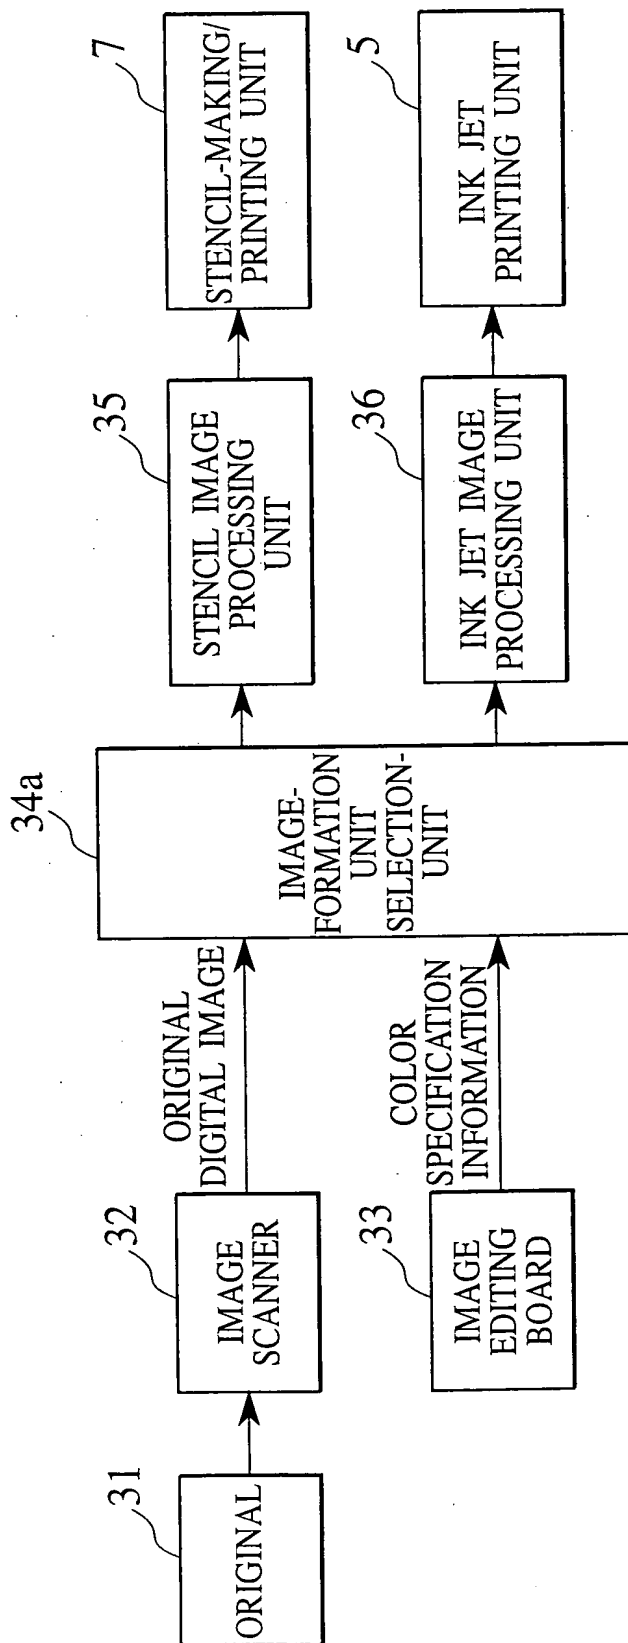 31
ORIGINAL
32
IMAGE
SCANNER
ORIGINAL
DIGITAL IMAGE
33
IMAGE
EDITING
BOARD
COLOR
SPECIFICATION
INFORMATION
34a
IMAGE-
FORMATION
UNIT
SELECTION-
UNIT
35
STENCIL IMAGE
PROCESSING
UNIT
7
STENCIL-MAKING/
PRINTING UNIT
36
INK JET IMAGE
PROCESSING UNIT
5
INK JET
PRINTING UNIT